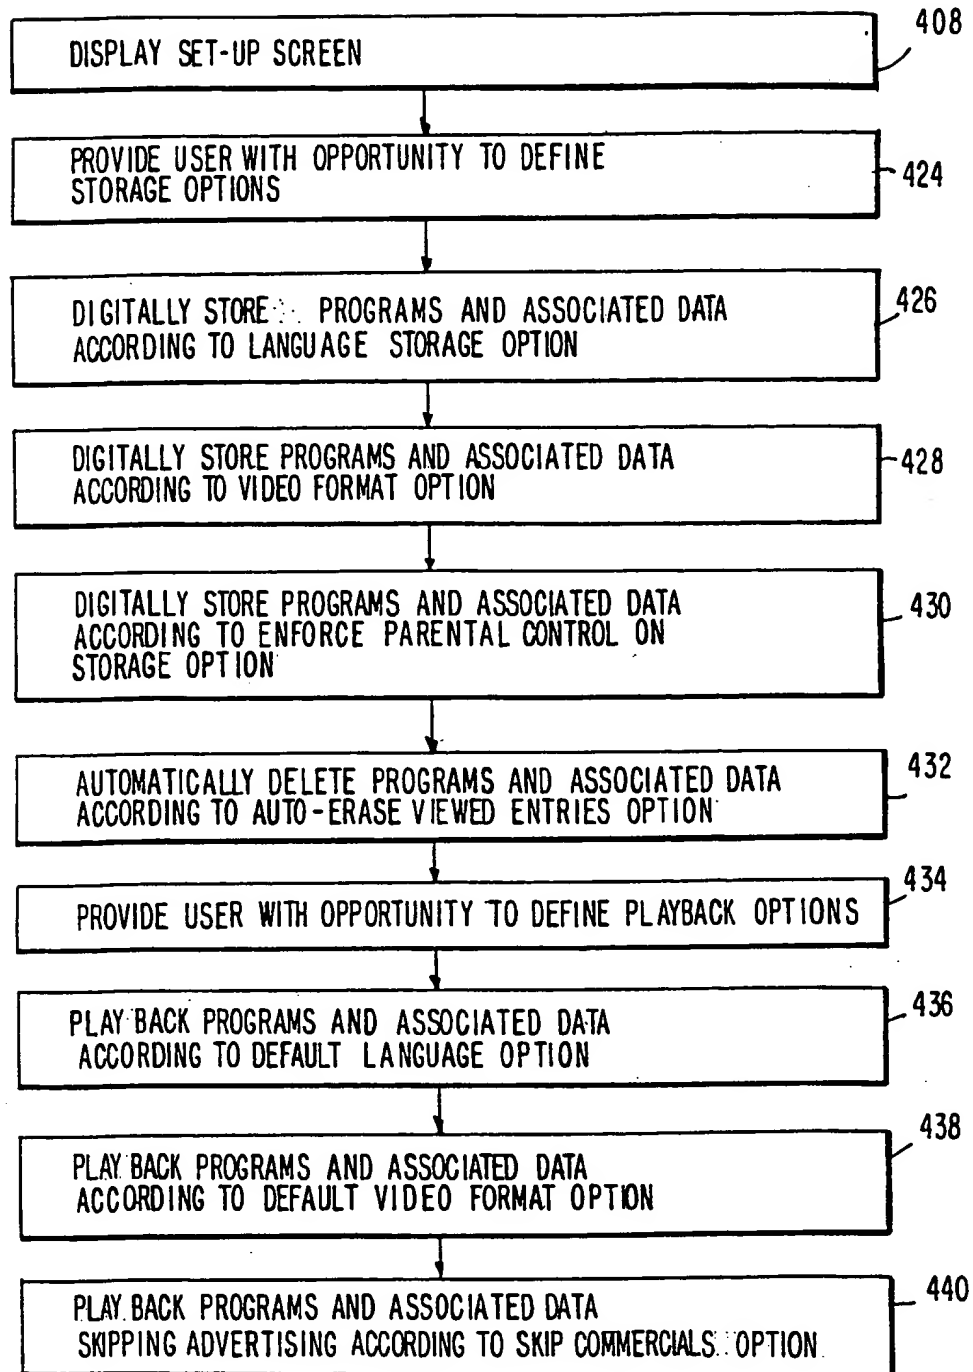 DISPLAY SET-UP SCREEN
408
PROVIDE USER WITH OPPORTUNITY TO DEFINE
STORAGE OPTIONS
424
DIGITALLY STORE PROGRAMS AND ASSOCIATED DATA
ACCORDING TO LANGUAGE STORAGE OPTION
426
DIGITALLY STORE PROGRAMS AND ASSOCIATED DATA
ACCORDING TO VIDEO FORMAT OPTION
428
DIGITALLY STORE PROGRAMS AND ASSOCIATED DATA
ACCORDING TO ENFORCE PARENTAL CONTROL ON
STORAGE OPTION
430
AUTOMATICALLY DELETE PROGRAMS AND ASSOCIATED DATA
ACCORDING TO AUTO-ERASE VIEWED ENTRIES OPTION
432
PROVIDE USER WITH OPPORTUNITY TO DEFINE PLAYBACK OPTIONS
434
PLAY BACK PROGRAMS AND ASSOCIATED DATA
ACCORDING TO DEFAULT LANGUAGE OPTION
436
PLAY BACK PROGRAMS AND ASSOCIATED DATA
ACCORDING TO DEFAULT VIDEO FORMAT OPTION
438
PLAY BACK PROGRAMS AND ASSOCIATED DATA
SKIPPING ADVERTISING ACCORDING TO SKIP COMMERCIALS OPTION
440